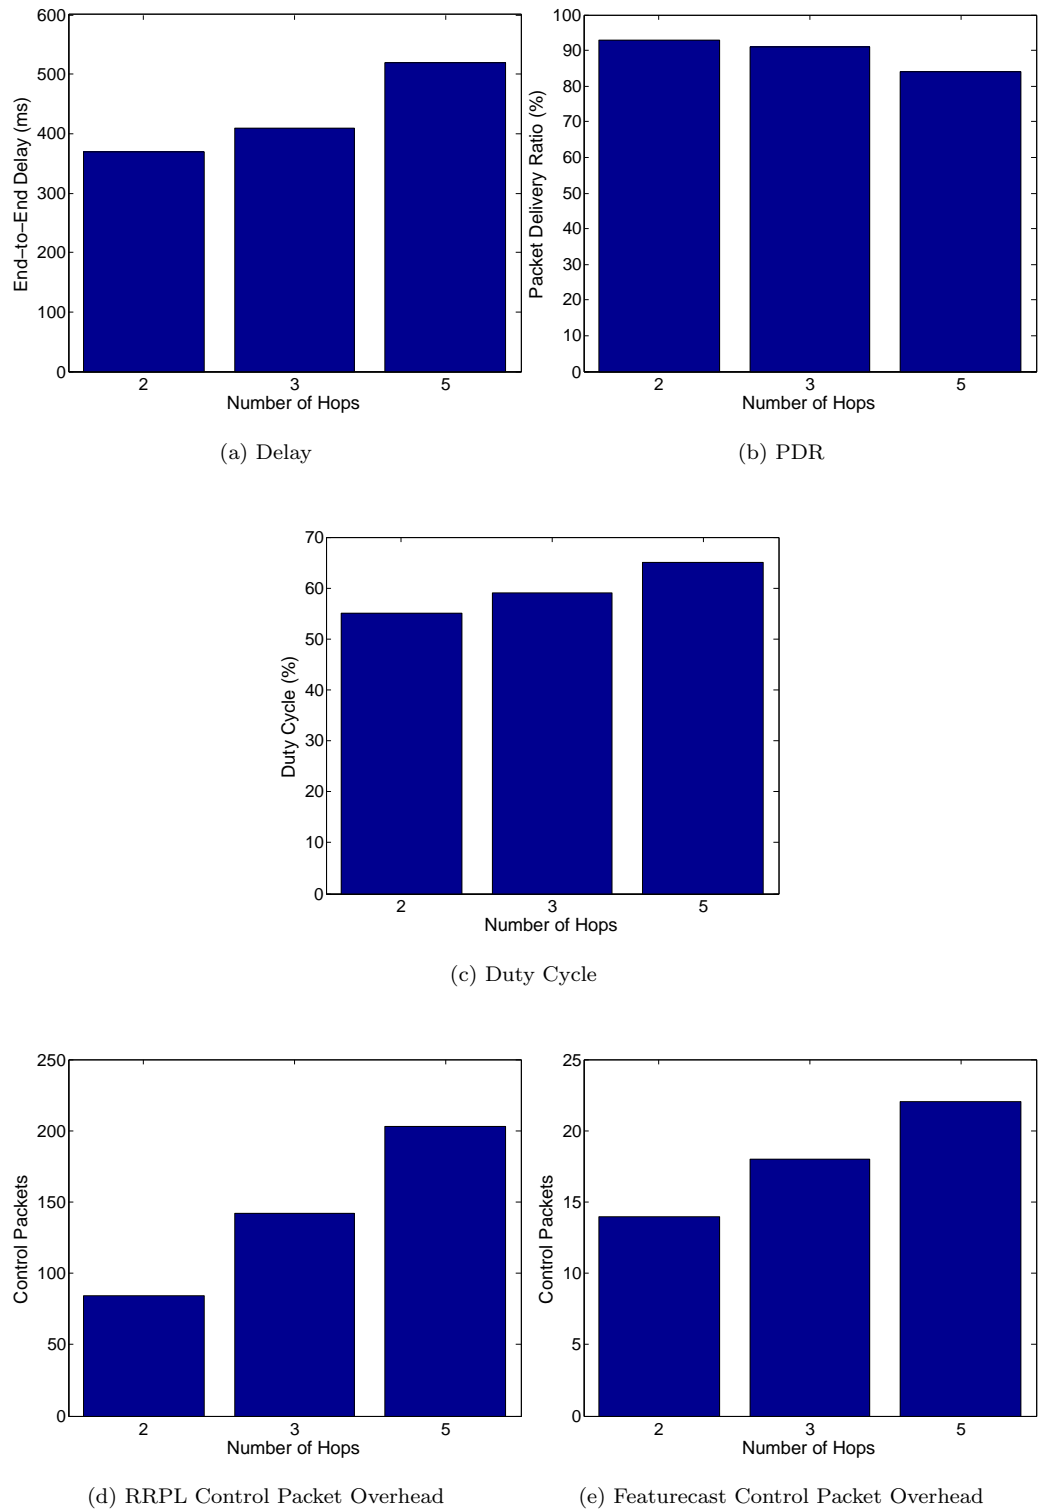 600
500
400
300
200
100
0
End−to−End Delay (ms)
2 3 5
Number of Hops
(a) Delay
100
90
80
70
60
50
40
30
20
10
0
Packet Delivery Ratio (%)
2 3 5
Number of Hops
(b) PDR
70
60
50
40
30
20
10
0
Duty Cycle (%)
2 3 5
Number of Hops
(c) Duty Cycle
250
200
150
100
50
0
Control Packets
2 3 5
Number of Hops
(d) RRPL Control Packet Overhead
25
20
15
10
5
0
Control Packets
2 3 5
Number of Hops
(e) Featurecast Control Packet Overhead